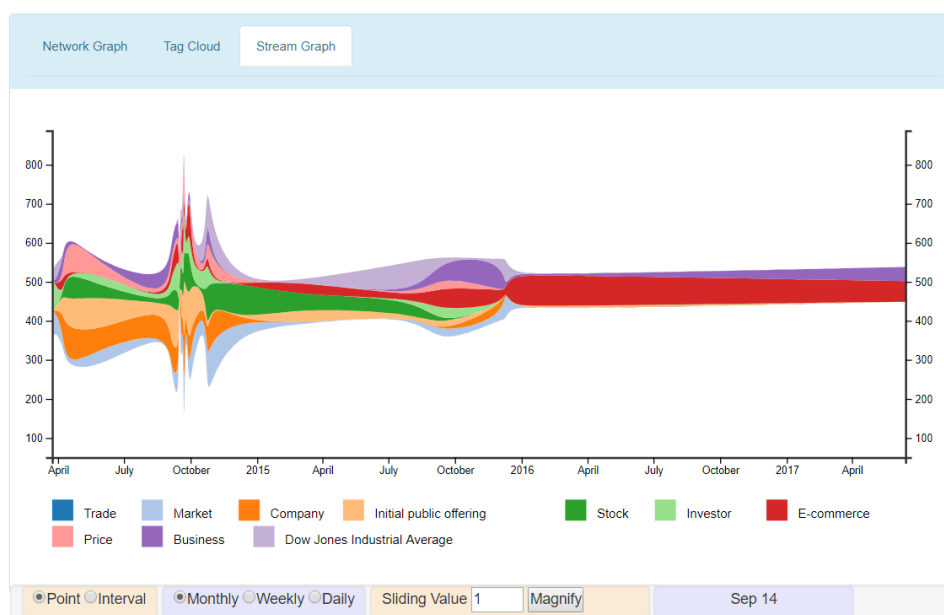 Network Graph Tag Cloud Stream Graph
800 800
700 700
600 600
500 500
400 400
300 300
200 200
100 100
April July October 2015 April July October 2016 April July October 2017 April
Trade Market Company Initial public offering Stock Investor E-commerce
Price Business Dow Jones Industrial Average
Point Interval Monthly Weekly Daily Sliding Value 1 Magnify Sep 14